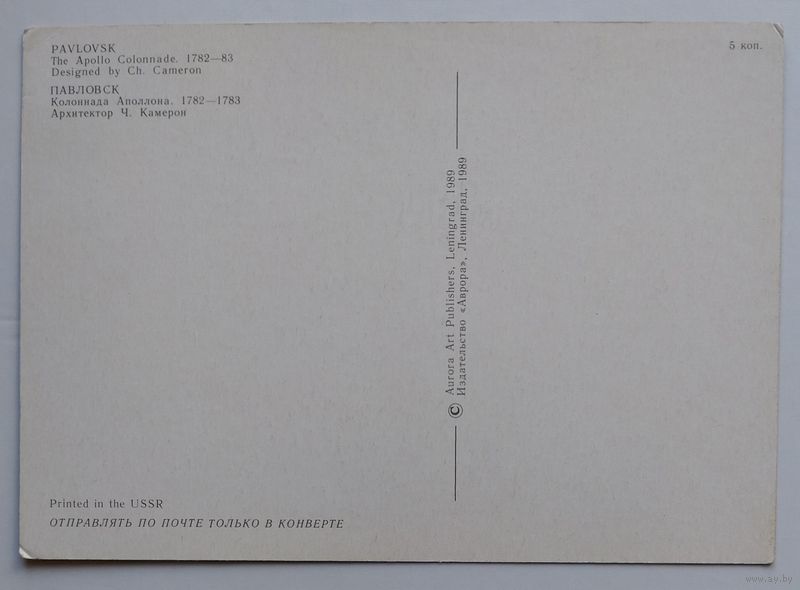 PAVLOVSK
The Apollo Colonnade. 1782—83
Designed by Ch. Cameron
ПАВЛОВСК
Колоннада Аполлона. 1782—1783
Архитектор Ч. Камерон
5 коп.
© Aurora Art Publishers, Leningrad, 1989
Издательство «Аврора», Ленинград, 1989
Printed in the USSR
ОТПРАВЛЯТЬ ПО ПОЧТЕ ТОЛЬКО В КОНВЕРТЕ
www.ay.by